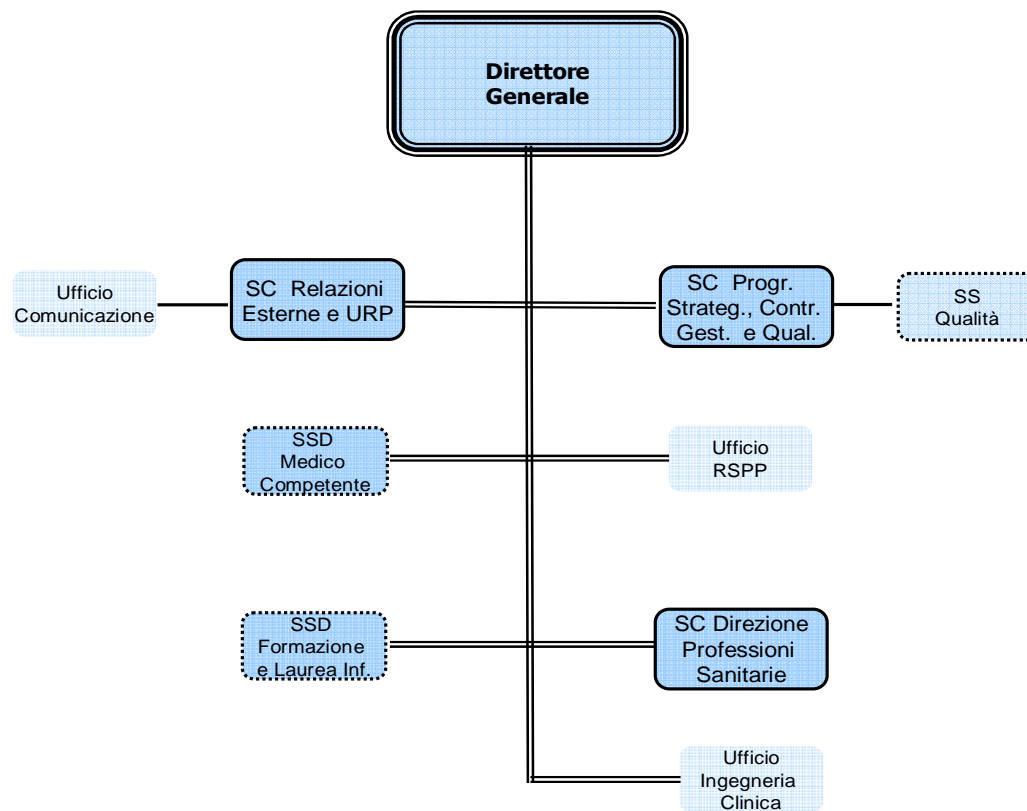 Direttore
Generale
Ufficio
Comunicazione
SC Relazioni
Esterne e URP
SC Progr.
Strateg., Contr.
Gest. e Qual.
SS
Qualità
SSD
Medico
Competente
Ufficio
RSPP
SSD
Formazione
e Laurea Inf.
SC Direzione
Professioni
Sanitarie
Ufficio
Ingegneria
Clinica